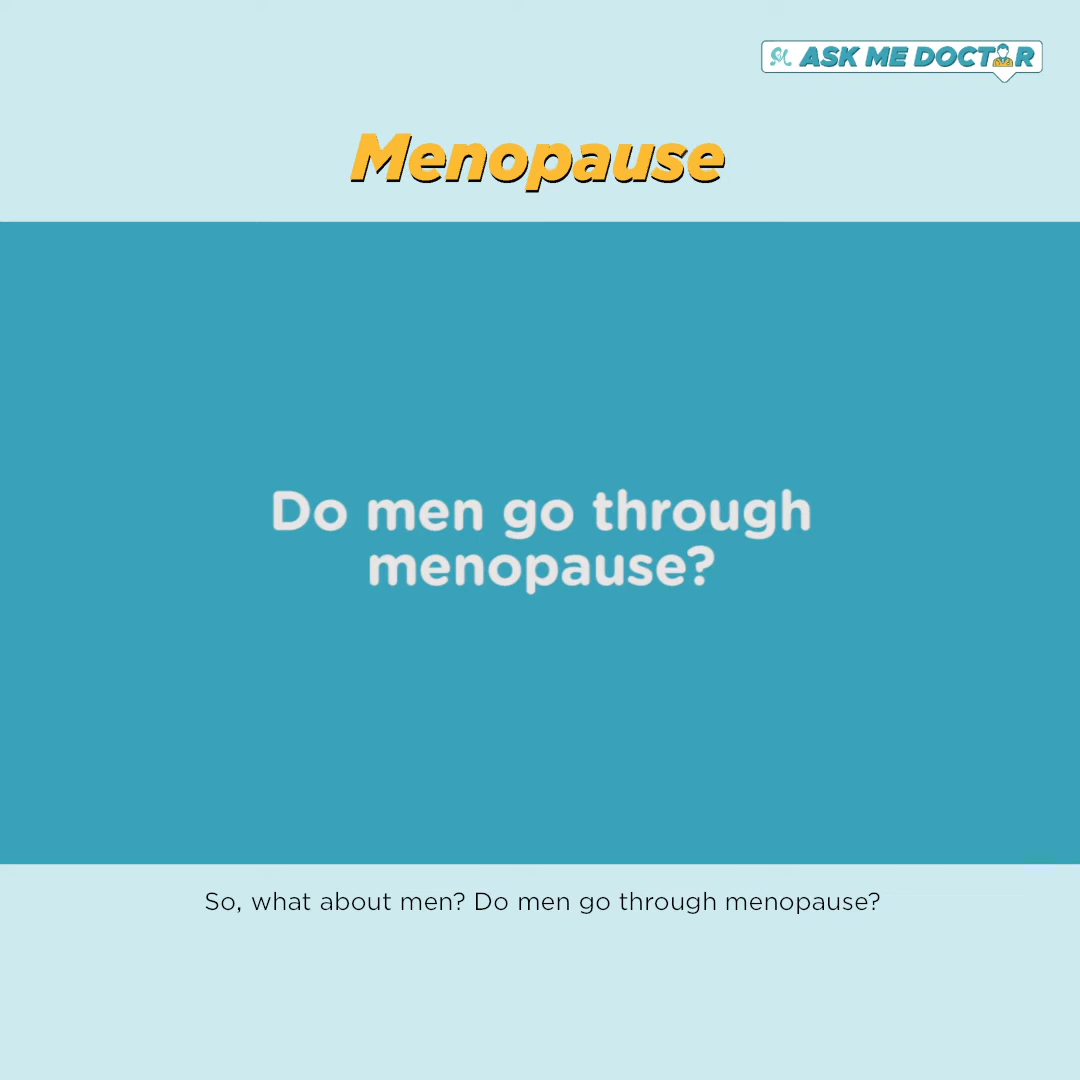 ASK ME DOCTOR
Menopause
Do men go through
menopause?
So, what about men? Do men go through menopause?